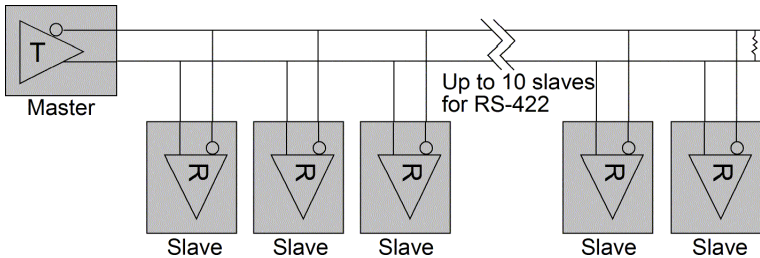 T
Master
Up to 10 slaves
for RS-422
R
R
R
R
R
Slave
Slave
Slave
Slave
Slave